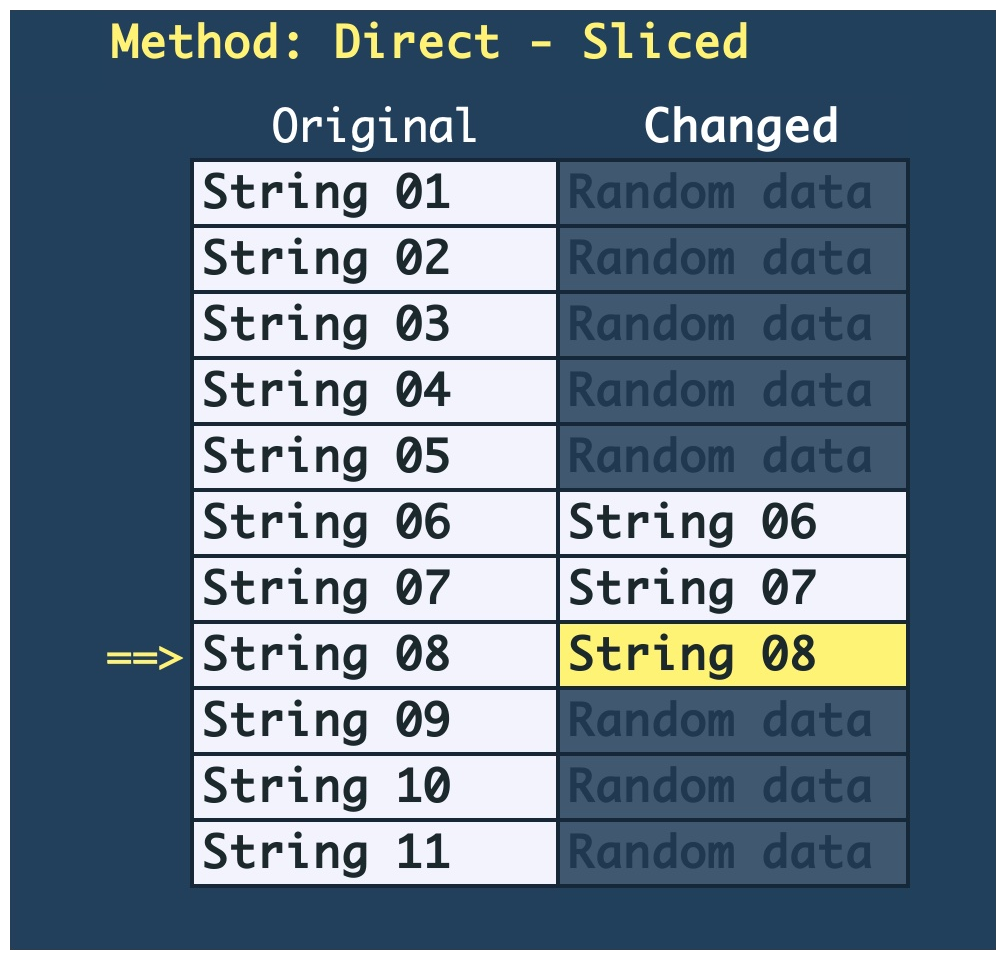 Method: Direct - Sliced
Original Changed
String 01 Random data
String 02 Random data
String 03 Random data
String 04 Random data
String 05 Random data
String 06 String 06
String 07 String 07
==> String 08 String 08
String 09 Random data
String 10 Random data
String 11 Random data